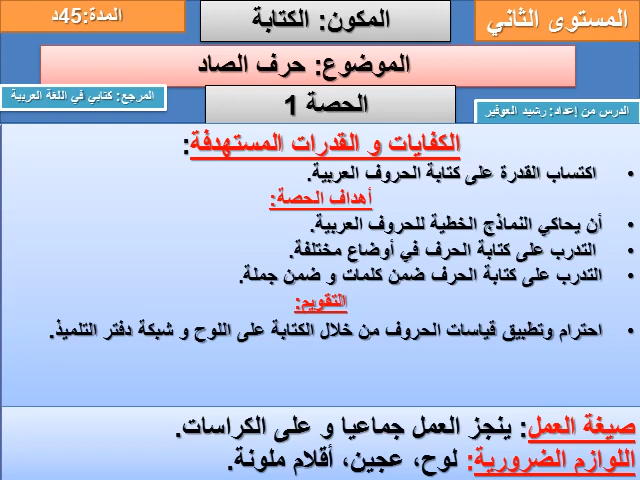 المستوى الثاني
المكون: الكتابة
المدة:45د
الموضوع: حرف الصاد
الدرس من إعداد: رشيد العوفير
الحصة 1
المرجع: كتابي في اللغة العربية
الكفايات و القدرات المستهدفة:
• اكتساب القدرة على كتابة الحروف العربية.
أهداف الحصة:
• أن يحاكي النماذج الخطية للحروف العربية.
• التدرب على كتابة الحرف في أوضاع مختلفة.
• التدرب على كتابة الحرف ضمن كلمات و ضمن جملة.
التقويم:
• احترام وتطبيق قياسات الحروف من خلال الكتابة على اللوح و شبكة دفتر التلميذ.
صيغة العمل: ينجز العمل جماعيا و على الكراسات.
اللوازم الضرورية: لوح، عجين، أقلام ملونة.